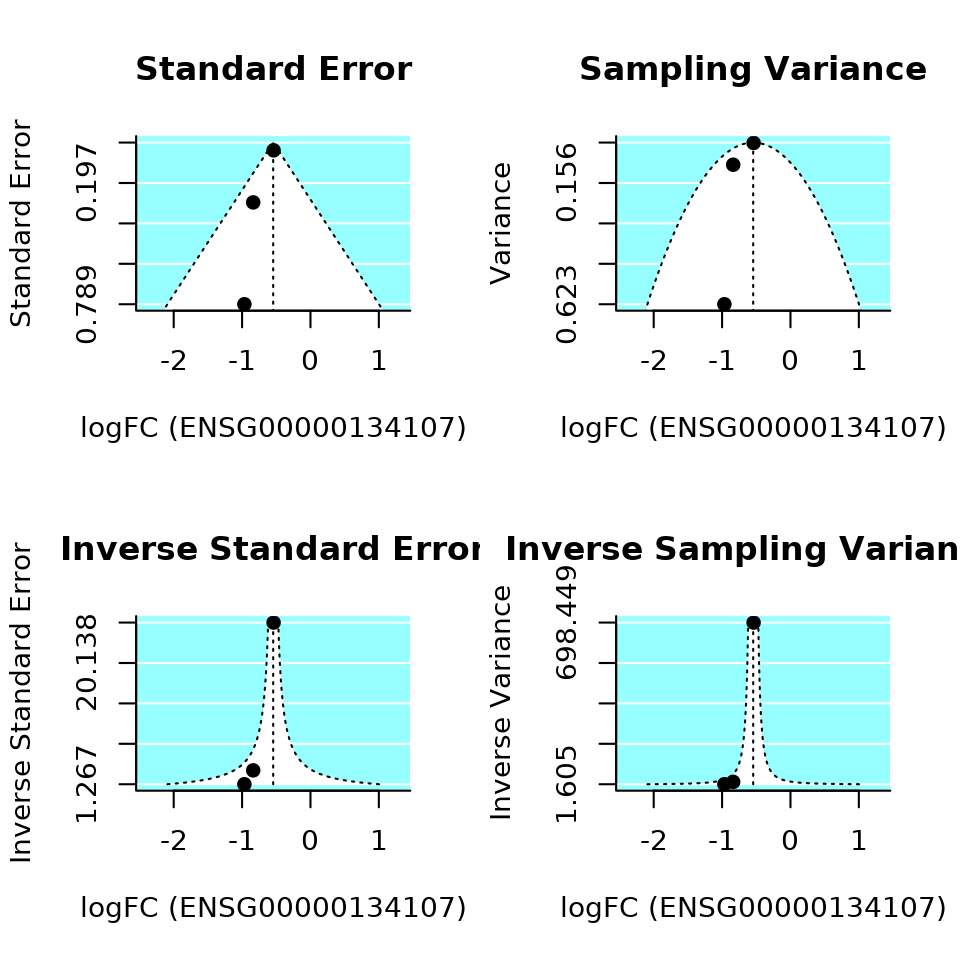 Standard Error
Standard Error
0.197
0.789
-2 -1 0 1
logFC (ENSG00000134107)
Sampling Variance
Variance
0.156
0.623
-2 -1 0 1
logFC (ENSG00000134107)
Inverse Standard Error
Inverse Standard Error
20.138
1.267
-2 -1 0 1
logFC (ENSG00000134107)
Inverse Sampling Varian
Inverse Variance
698.449
1.605
-2 -1 0 1
logFC (ENSG00000134107)